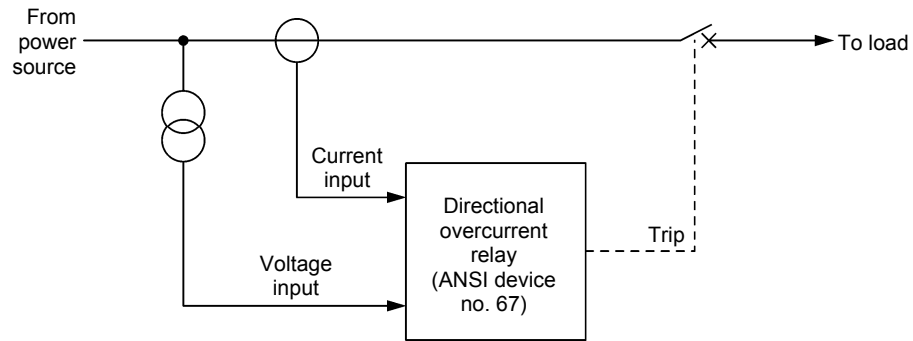 From
power
source
To load
Current
input
Directional
overcurrent
relay
(ANSI device
no. 67)
Trip
Voltage
input